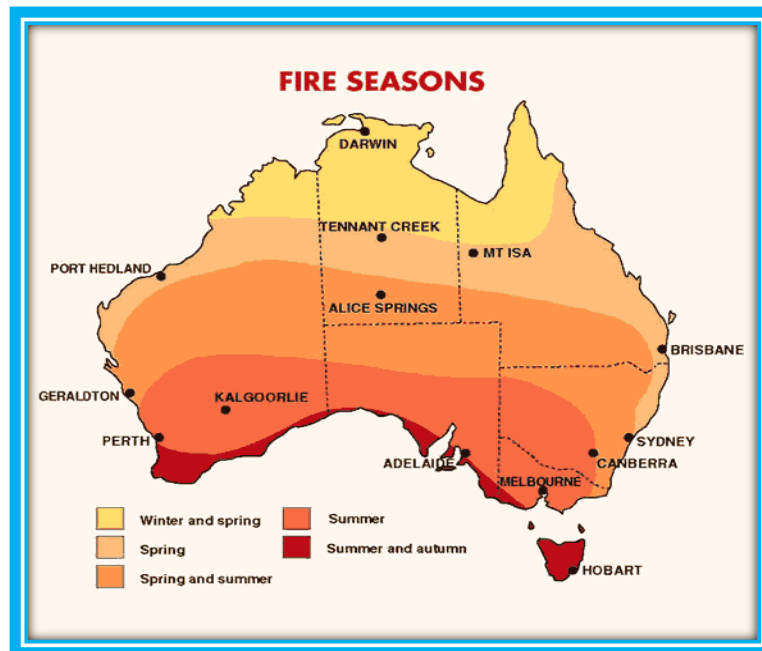 FIRE SEASONS
DARWIN
TENNANT CREEK
MT ISA
PORT HEDLAND
ALICE SPRINGS
BRISBANE
GERALDTON
KALGOORLIE
PERTH
SYDNEY
ADELAIDE
CANBERRA
MELBOURNE
Winter and spring
Summer
Spring
Summer and autumn
Spring and summer
HOBART